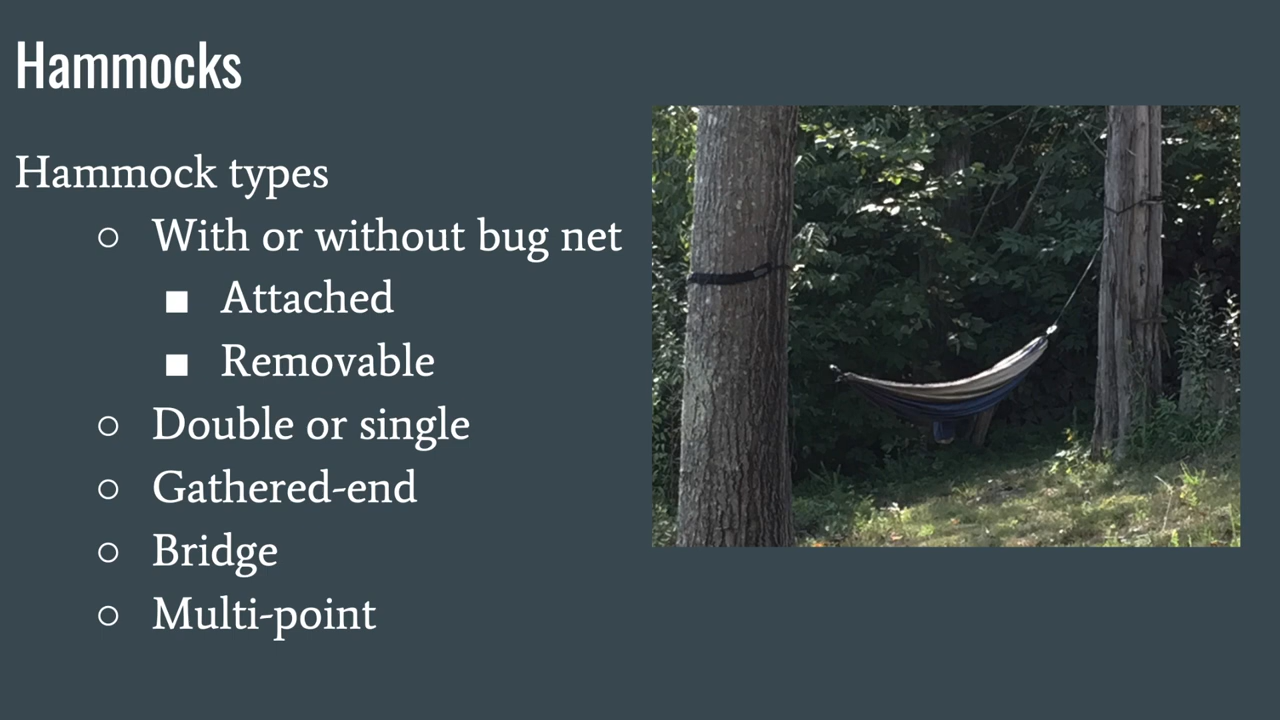 Hammocks
Hammock types
○ With or without bug net
■ Attached
■ Removable
○ Double or single
○ Gathered-end
○ Bridge
○ Multi-point